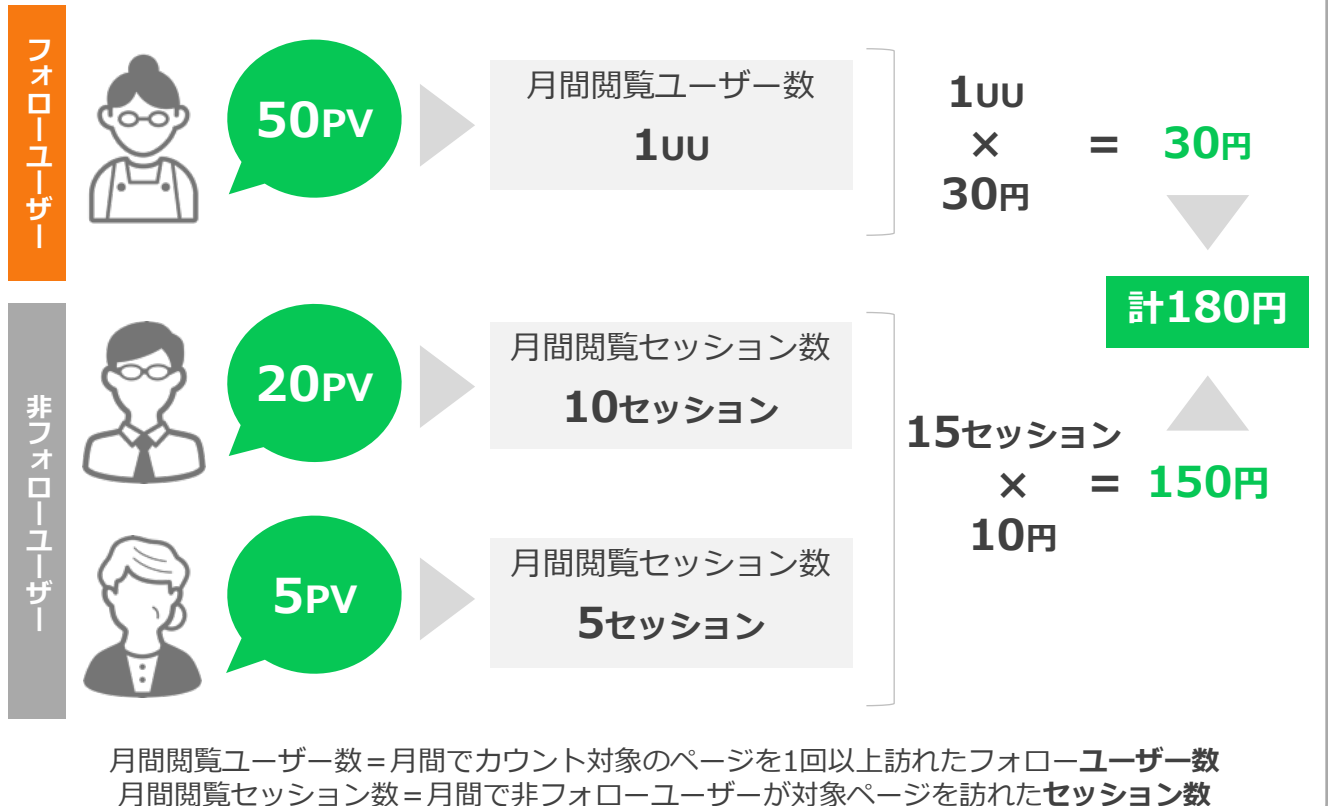 フォローユーザー
50PV
月間閲覧ユーザー数
1UU
1UU
×
30円
=
30円
計180円
非フォローユーザー
20PV
月間閲覧セッション数
10セッション
5PV
月間閲覧セッション数
5セッション
15セッション
×
10円
=
150円
月間閲覧ユーザー数=月間でカウント対象のページを1回以上訪れたフォローユーザー数
月間閲覧セッション数=月間で非フォローユーザーが対象ページを訪れたセッション数